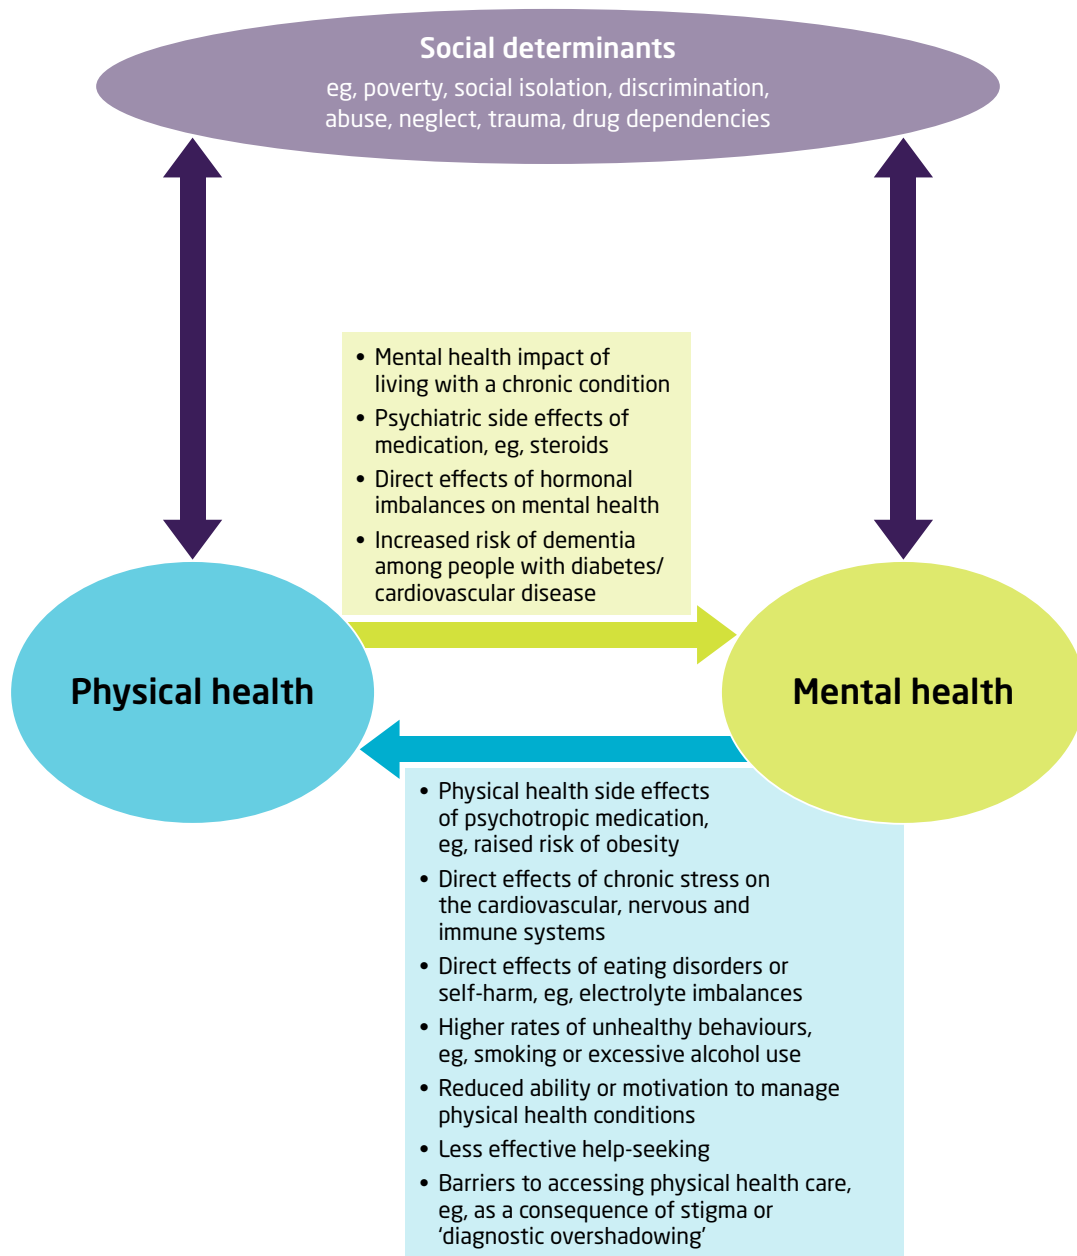 Social determinants
eg, poverty, social isolation, discrimination,
abuse, neglect, trauma, drug dependencies
• Mental health impact of
living with a chronic condition
• Psychiatric side effects of
medication, eg, steroids
• Direct effects of hormonal
imbalances on mental health
• Increased risk of dementia
among people with diabetes/
cardiovascular disease
Physical health
Mental health
• Physical health side effects
of psychotropic medication,
eg, raised risk of obesity
• Direct effects of chronic stress on
the cardiovascular, nervous and
immune systems
• Direct effects of eating disorders or
self-harm, eg, electrolyte imbalances
• Higher rates of unhealthy behaviours,
eg, smoking or excessive alcohol use
• Reduced ability or motivation to manage
physical health conditions
• Less effective help-seeking
• Barriers to accessing physical health care,
eg, as a consequence of stigma or
‘diagnostic overshadowing’